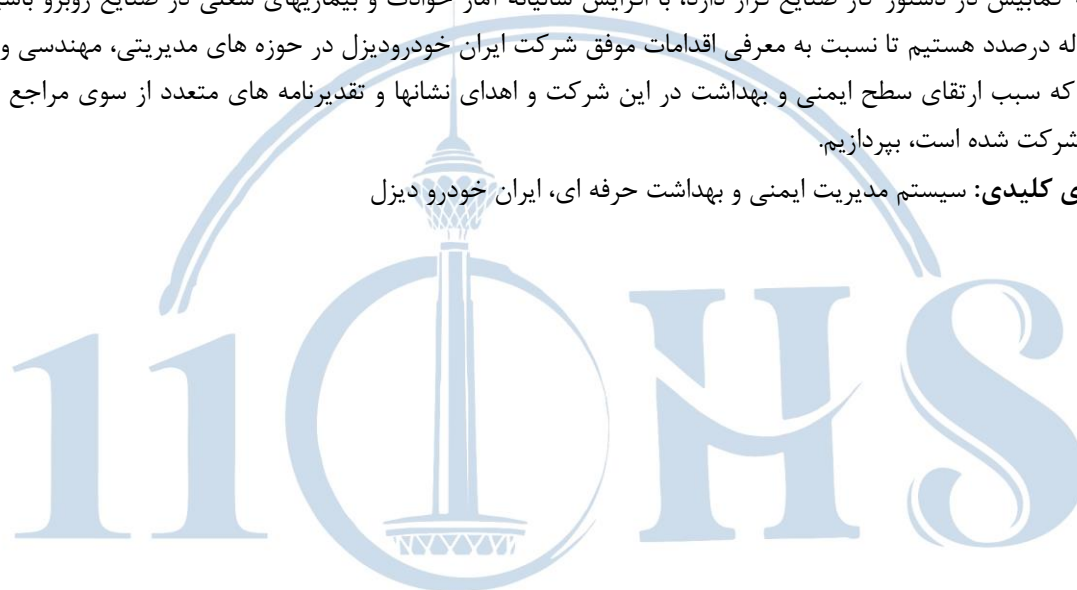 کمابیش در دستور کار صنایع قرار دارد، با افزایش سالیانه آمار حوادث و بیماریهای شغلی در صنایع روبرو
له درصدد هستیم تا نسبت به معرفی اقدامات موفق شرکت ایران خودرودیزل در حوزه های مدیریتی، مهندسی و
که سبب ارتقای سطح ایمنی و بهداشت در این شرکت و اهدای نشانها و تقدیرنامه های متعدد از سوی مراجع
شرکت شده است، بپردازیم.
ی کلیدی: سیستم مدیریت ایمنی و بهداشت حرفه ای، ایران خودرو دیزل
11 OHS